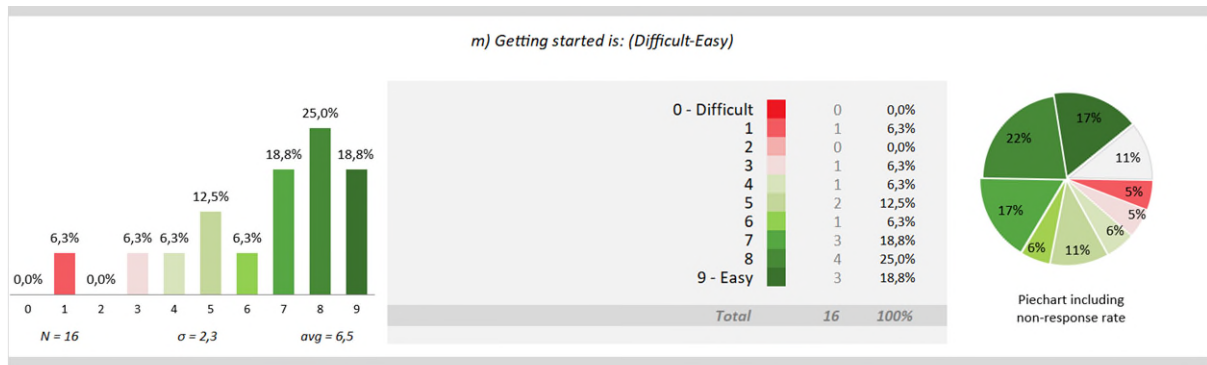 m) Getting started is: (Difficult-Easy)
25,0%
18,8% 18,8%
12,5%
6,3% 6,3% 6,3% 6,3%
0,0% 0,0%
0 1 2 3 4 5 6 7 8 9
N = 16 σ = 2,3 avg = 6,5
0 - Difficult 0 0,0%
1 1 6,3%
2 0 0,0%
3 1 6,3%
4 1 6,3%
5 2 12,5%
6 1 6,3%
7 3 18,8%
8 4 25,0%
9 - Easy 3 18,8%
Total 16 100%
17%
22% 11%
5%
17% 5%
6%
6% 11%
Piechart including
non-response rate